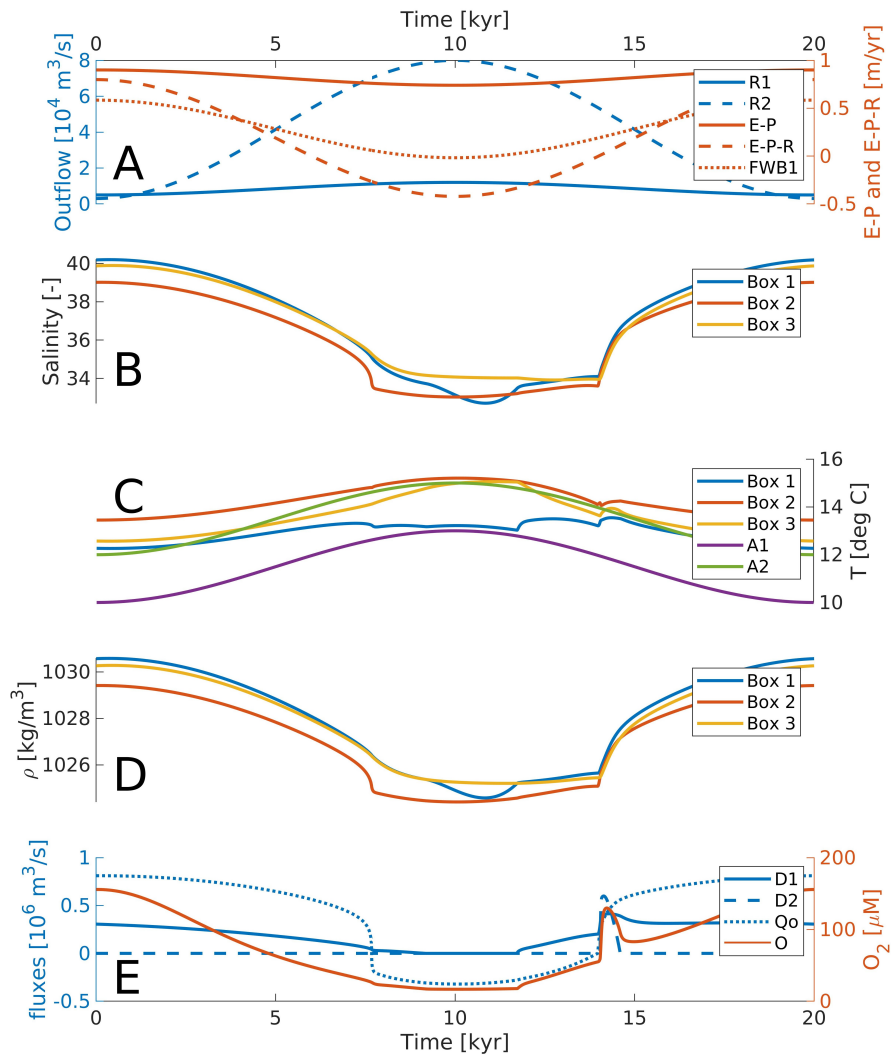 Time [kyr]
0 5 10 15 20
Outflow [10⁴ m³/s]
8
6
4
2
0
A
R1
R2
E-P
E-P-R
FWB1
1
0.5
0
-0.5
E-P and E-P-R [m/yr]
Salinity [-]
40
38
36
34
B
Box 1
Box 2
Box 3
C
Box 1
Box 2
Box 3
A1
A2
16
14
12
10
T [deg C]
ρ [kg/m³]
1030
1028
1026
D
Box 1
Box 2
Box 3
fluxes [10⁶ m³/s]
1
0.5
0
-0.5
E
D1
D2
Qo
O
200
100
0
O₂ [μM]
0 5 10 15 20
Time [kyr]